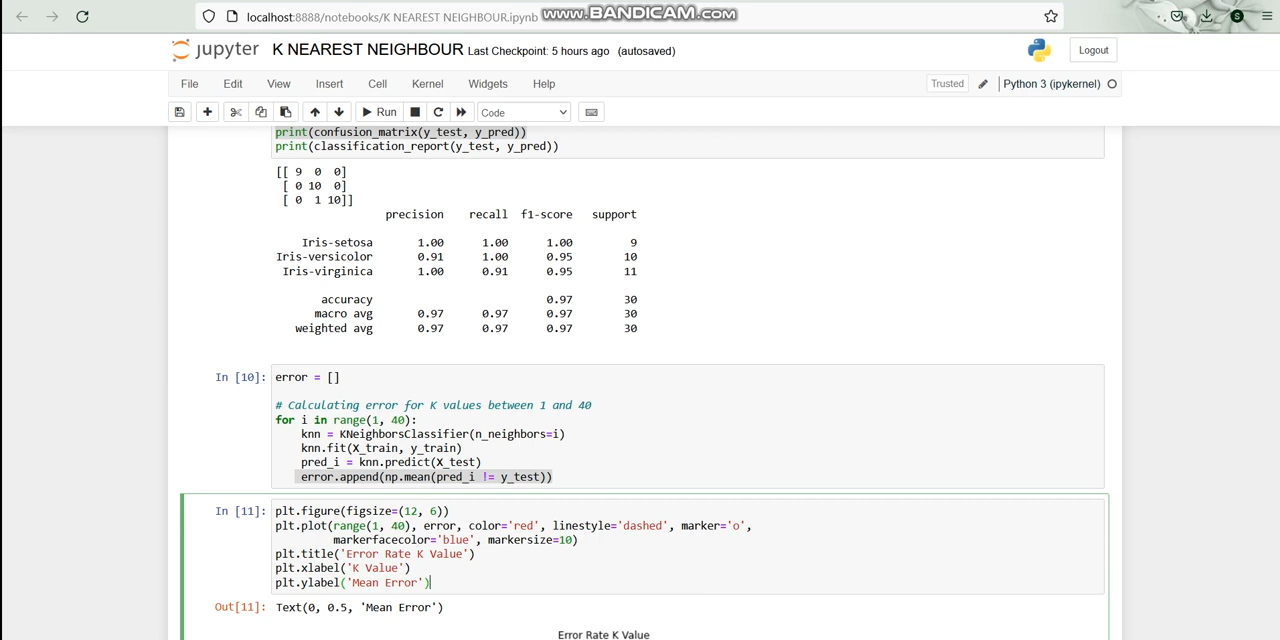 localhost:8888/notebooks/K NEAREST NEIGHBOUR.ipynb
www.BANDICAM.com
S
jupyter K NEAREST NEIGHBOUR Last Checkpoint: 5 hours ago (autosaved)
Logout
File Edit View Insert Cell Kernel Widgets Help
Trusted Python 3 (ipykernel)
Run Code
print(confusion_matrix(y_test, y_pred))
print(classification_report(y_test, y_pred))
[[ 9 0 0]
[ 0 10 0]
[ 0 1 10]]
precision recall f1-score support
Iris-setosa 1.00 1.00 1.00 9
Iris-versicolor 0.91 1.00 0.95 10
Iris-virginica 1.00 0.91 0.95 11
accuracy 0.97 30
macro avg 0.97 0.97 0.97 30
weighted avg 0.97 0.97 0.97 30
In [10]: error = []
# Calculating error for K values between 1 and 40
for i in range(1, 40):
knn = KNeighborsClassifier(n_neighbors=i)
knn.fit(X_train, y_train)
pred_i = knn.predict(X_test)
error.append(np.mean(pred_i != y_test))
In [11]: plt.figure(figsize=(12, 6))
plt.plot(range(1, 40), error, color='red', linestyle='dashed', marker='o',
markerfacecolor='blue', markersize=10)
plt.title('Error Rate K Value')
plt.xlabel('K Value')
plt.ylabel('Mean Error')
Out[11]: Text(0, 0.5, 'Mean Error')
Error Rate K Value